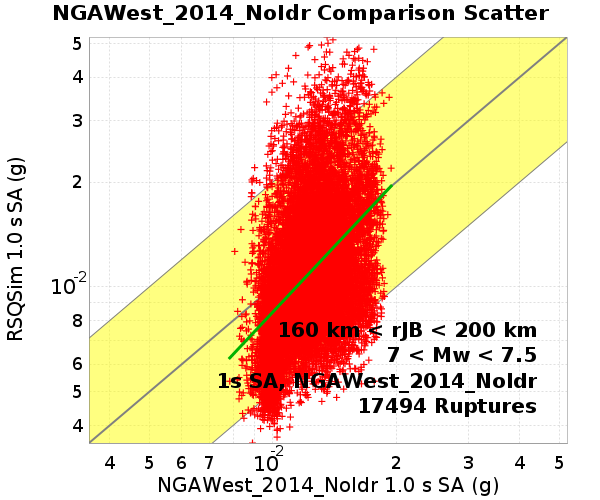 NGAWest_2014_NoIdr Comparison Scatter
RSQSim 1.0 s SA (g)
5
4
3
2
10-2
8
6
5
4
160 km < rJB < 200 km
7 < Mw < 7.5
1s SA, NGAWest_2014_NoIdr
17494 Ruptures
4 5 6 7 10-2 2 3 4 5
NGAWest_2014_NoIdr 1.0 s SA (g)